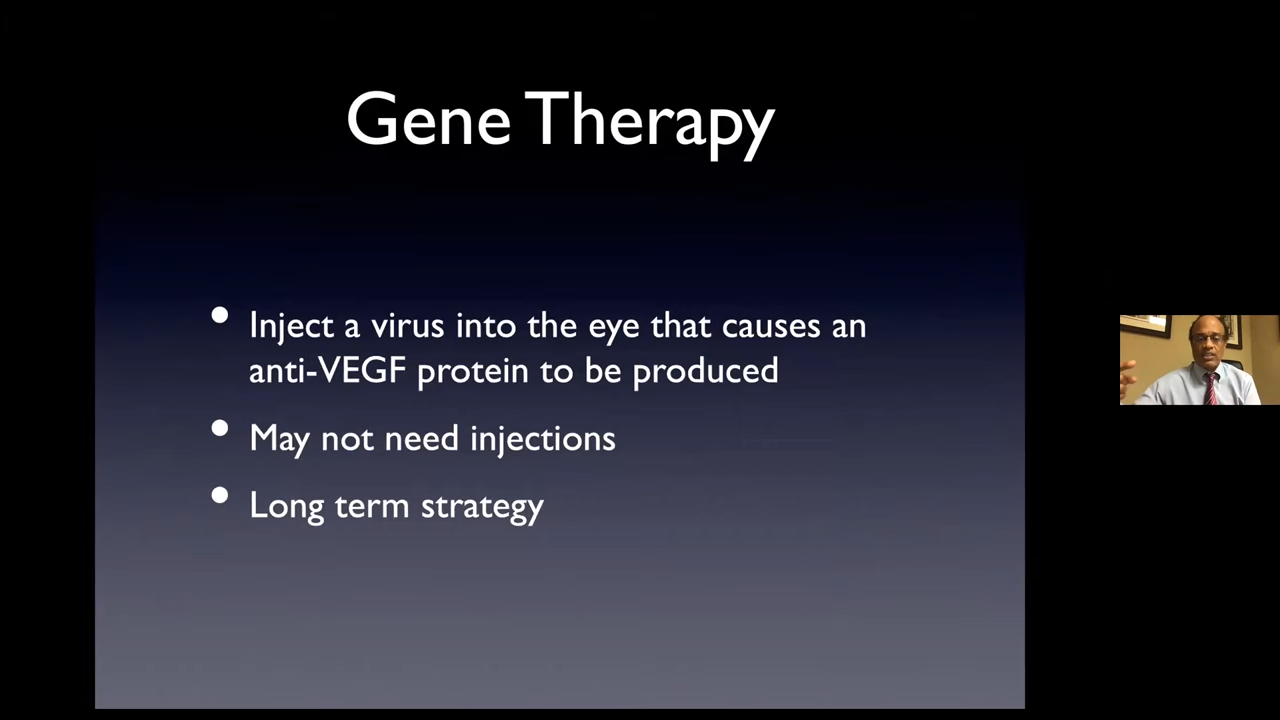 Gene Therapy
• Inject a virus into the eye that causes an
anti-VEGF protein to be produced
• May not need injections
• Long term strategy